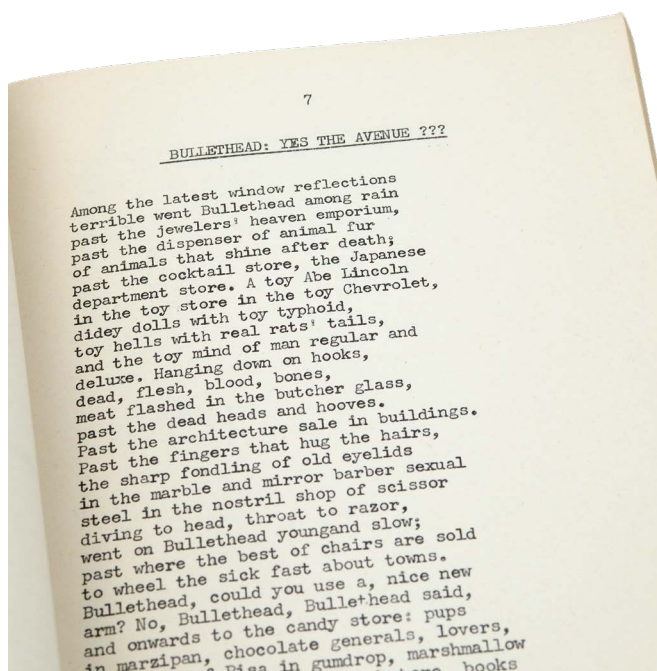 7
BULLETHEAD: YES THE AVENUE ???
Among the latest window reflections
terrible went Bullethead among rain
past the jewelers' heaven emporium,
past the dispenser of animal fur
of animals that shine after death;
past the cocktail store, the Japanese
department store. A toy Abe Lincoln
in the toy store in the toy Chevrolet,
didey dolls with toy typhoid,
toy hells with real rats' tails,
and the toy mind of man regular and
deluxe. Hanging down on hooks,
dead, flesh, blood, bones,
meat flashed in the butcher glass,
past the dead heads and hooves.
Past the architecture sale in buildings.
Past the fingers that hug the hairs,
the sharp fondling of old eyelids
in the marble and mirror barber sexual
steel in the nostril shop of scissor
diving to head, throat to razor,
went on Bullethead youngand slow;
past where the best of chairs are sold
to wheel the sick fast about towns.
Bullethead, could you use a, nice new
arm? No, Bullethead, Bullethead said,
and onwards to the candy store: pups
in marzipan, chocolate generals, lovers,
Pisa in gumdrop, marshmallow
books